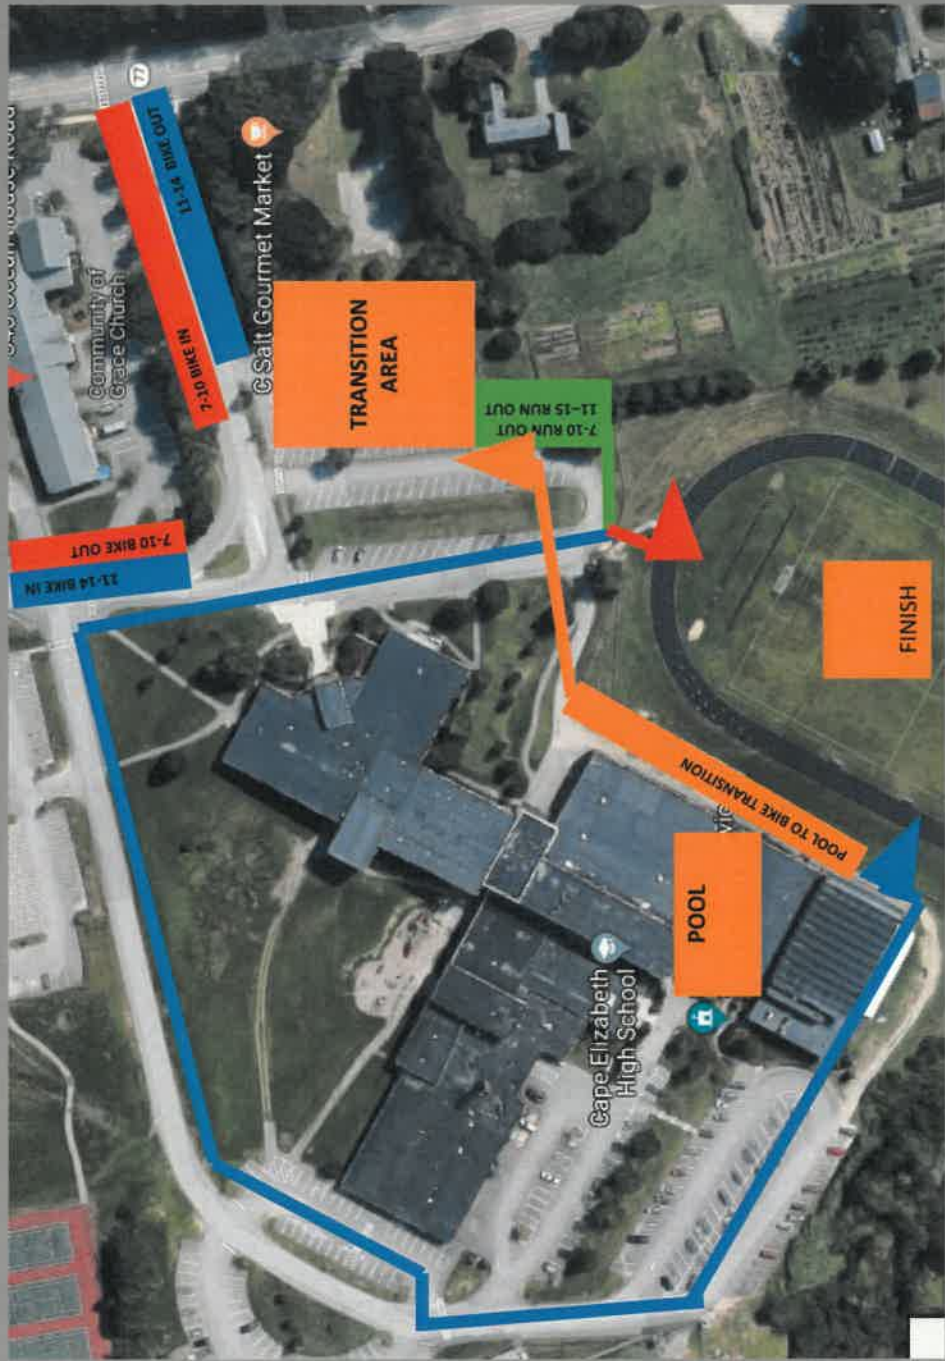 77
11-14 BIKE OUT
7-10 BIKE IN
Community of
Grace Church
C Salt Gourmet Market
TRANSITION
AREA
7-10 RUN OUT
11-15 RUN OUT
7-10 BIKE OUT
11-14 BIKE IN
FINISH
POOL TO BIKE TRANSITION
POOL
Cape Elizabeth
High School